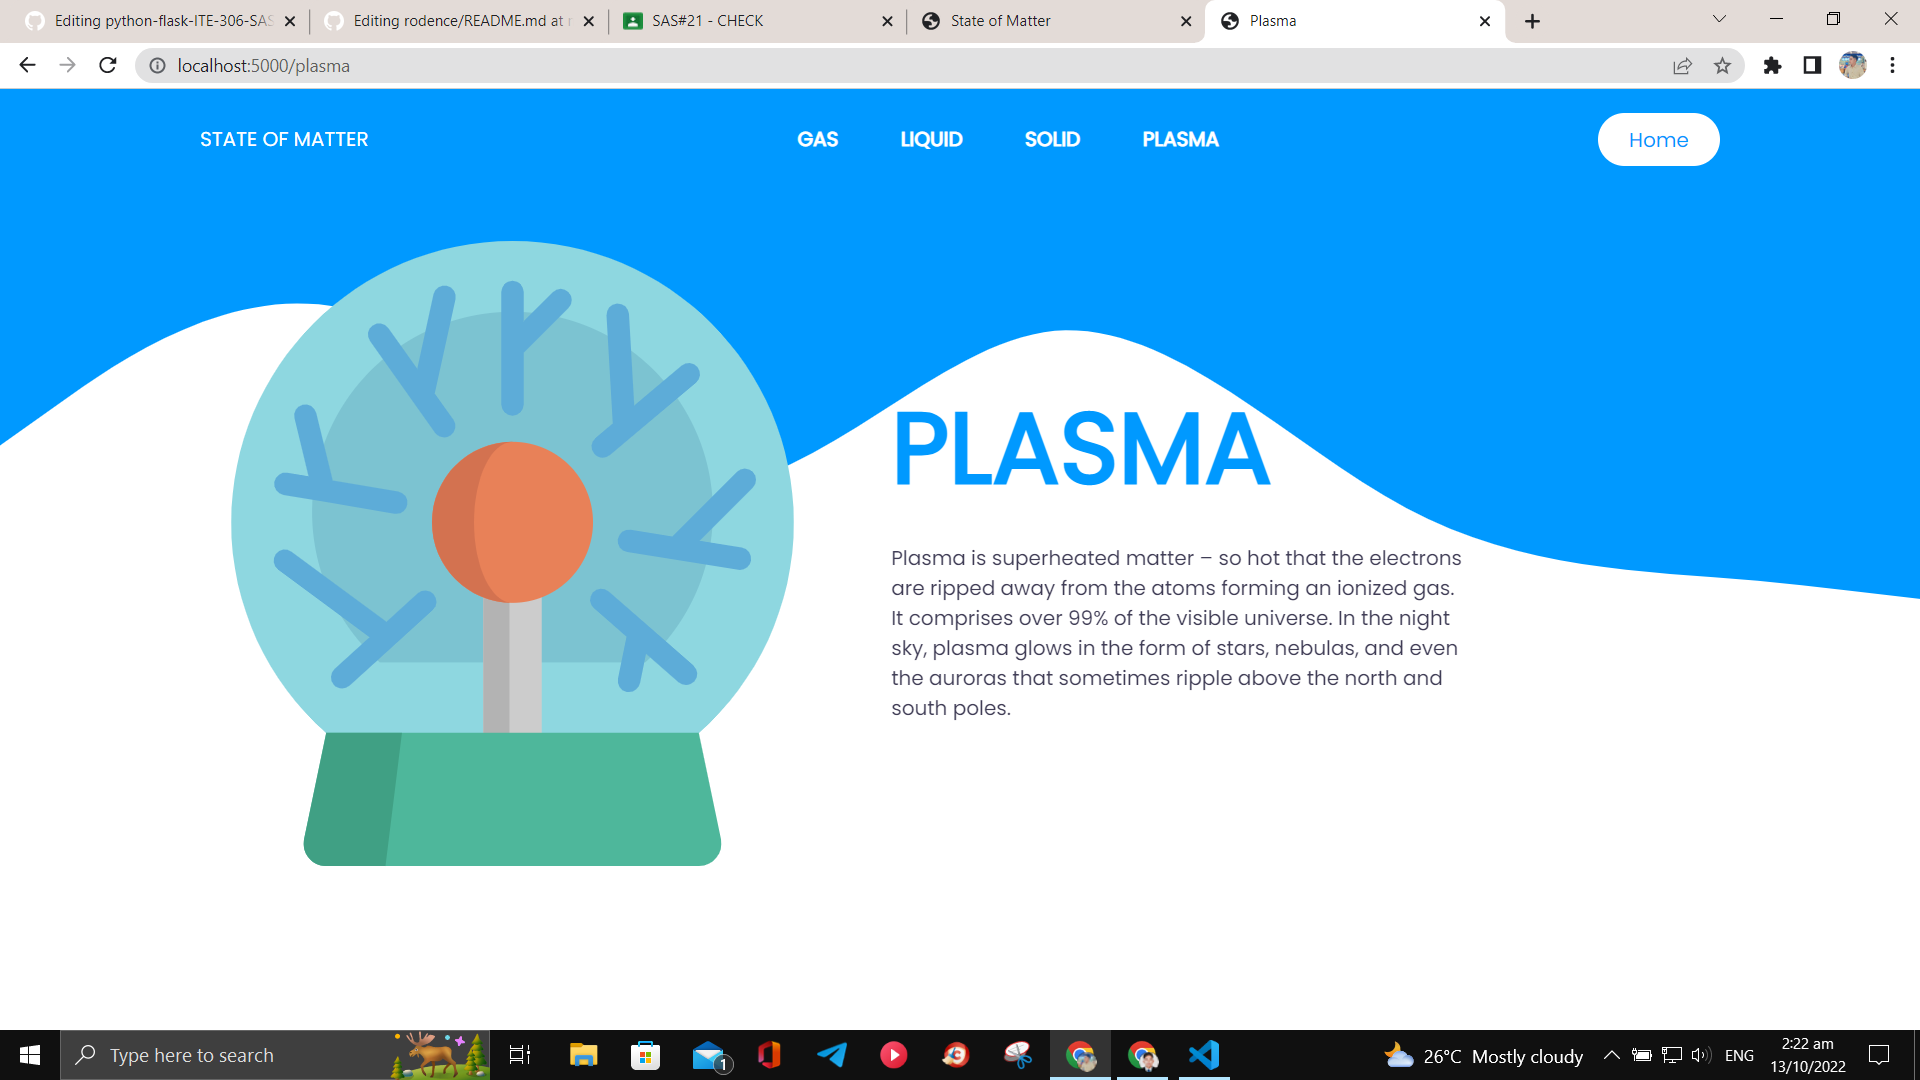 Editing python-flask-ITE-306-SAS
Editing rodence/README.md at
SAS#21 - CHECK
State of Matter
Plasma
localhost:5000/plasma
STATE OF MATTER
GAS
LIQUID
SOLID
PLASMA
Home
PLASMA
Plasma is superheated matter – so hot that the electrons
are ripped away from the atoms forming an ionized gas.
It comprises over 99% of the visible universe. In the night
sky, plasma glows in the form of stars, nebulas, and even
the auroras that sometimes ripple above the north and
south poles.
Type here to search
1
26°C Mostly cloudy
ENG
2:22 am
13/10/2022